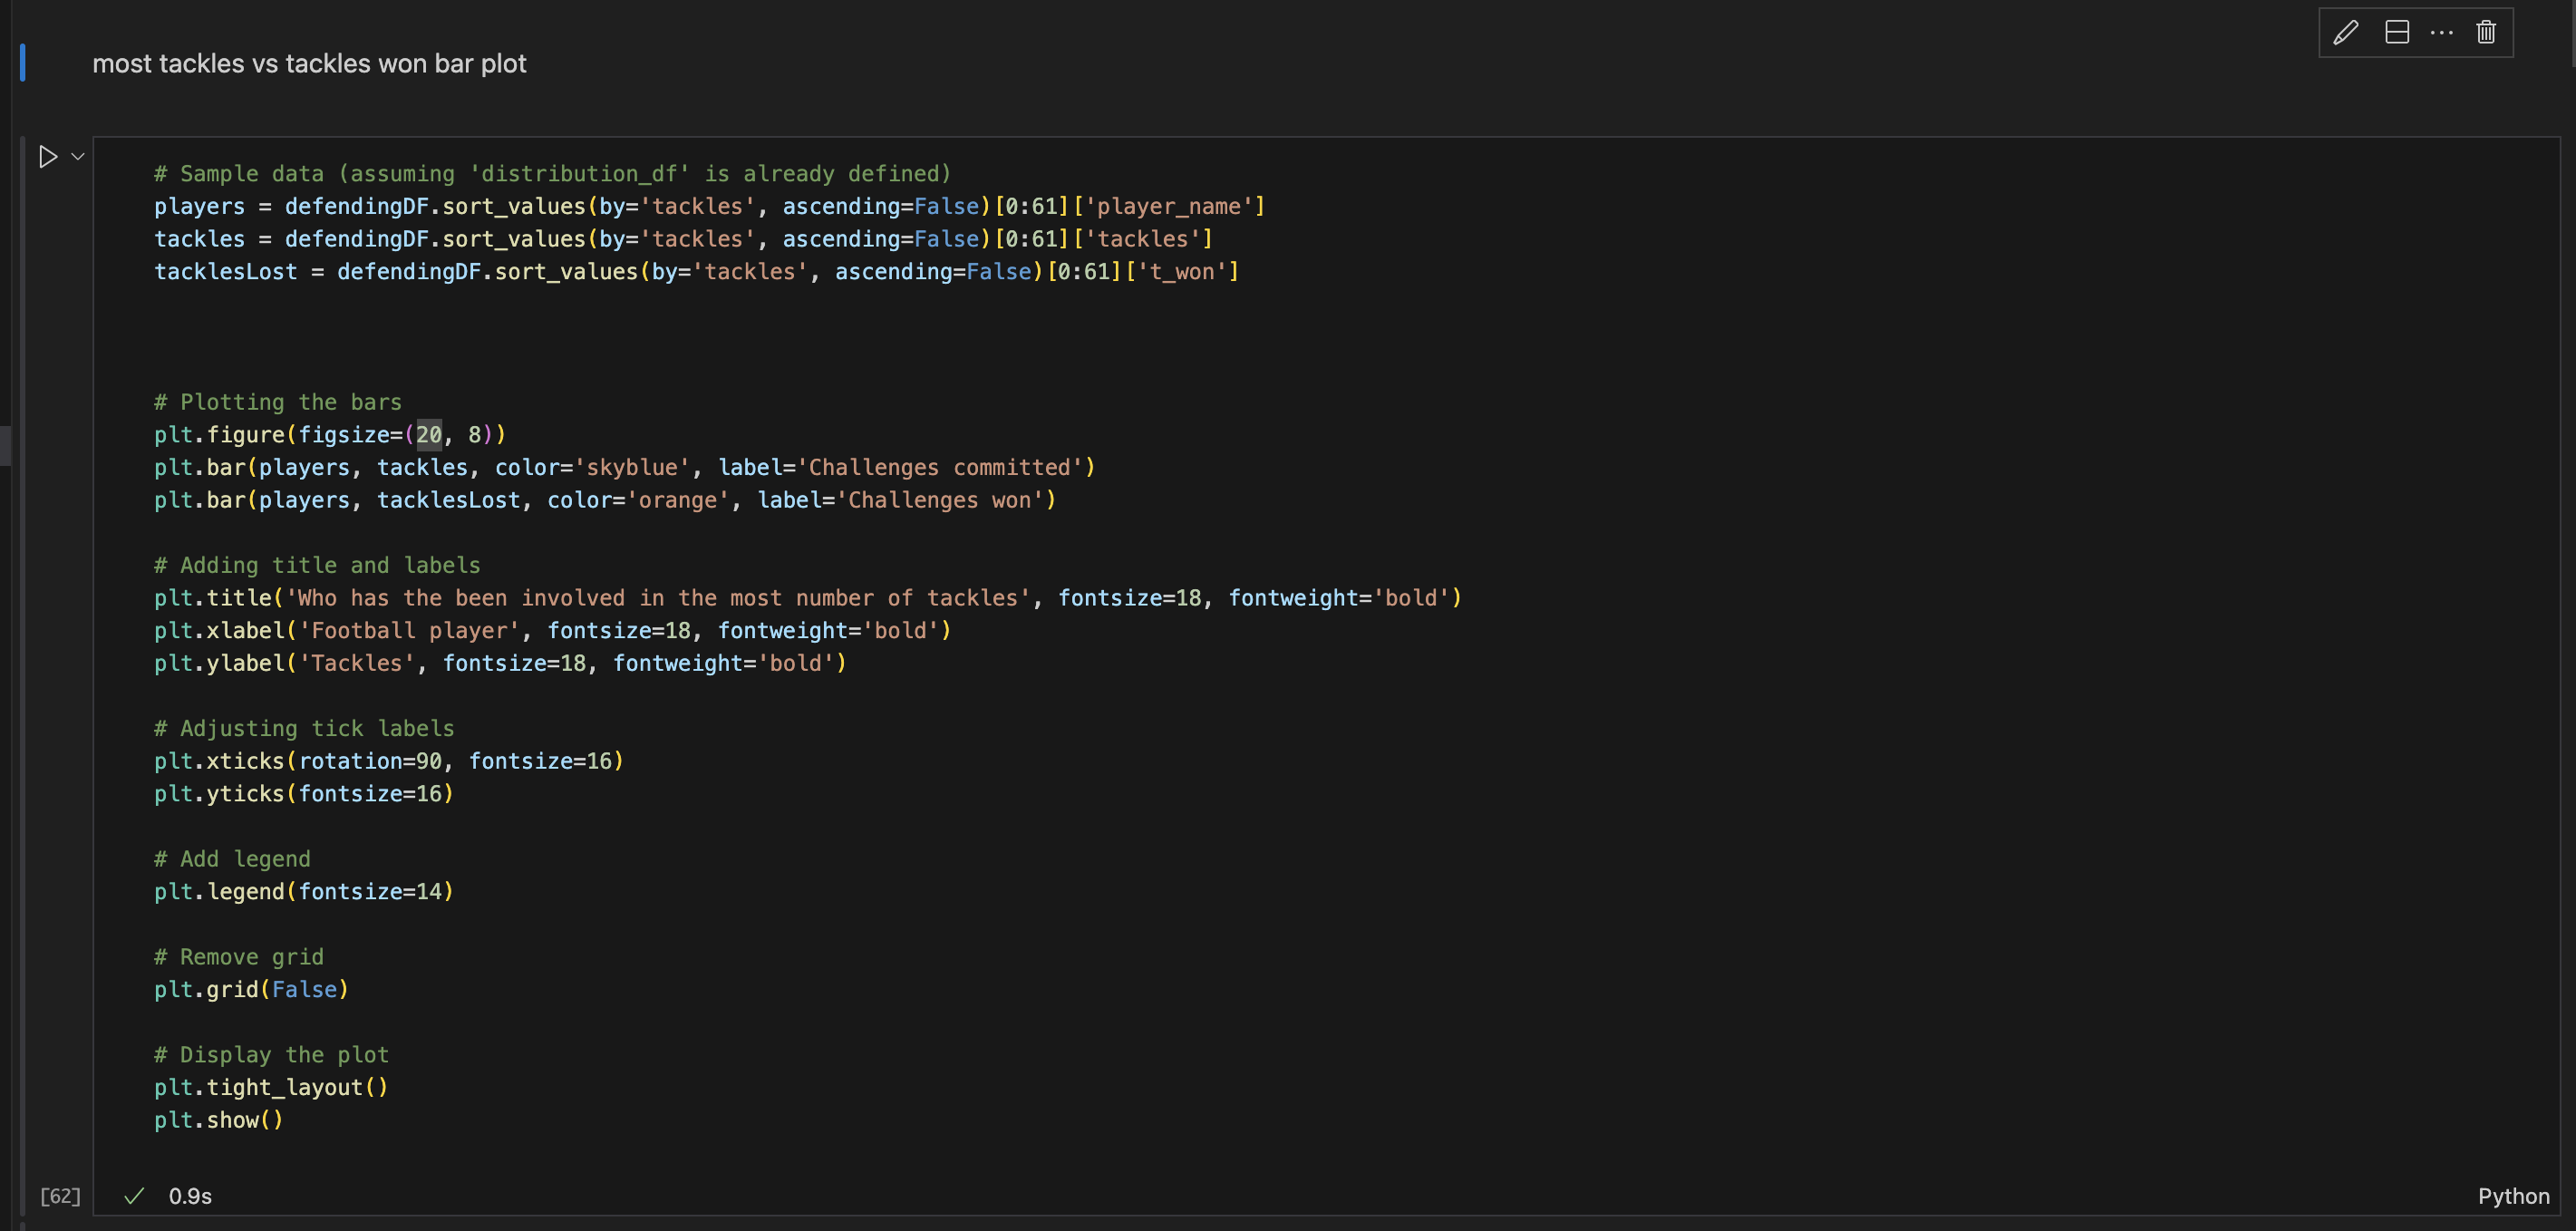 most tackles vs tackles won bar plot
# Sample data (assuming 'distribution_df' is already defined)
players = defendingDF.sort_values(by='tackles', ascending=False)[0:61]['player_name']
tackles = defendingDF.sort_values(by='tackles', ascending=False)[0:61]['tackles']
tacklesLost = defendingDF.sort_values(by='tackles', ascending=False)[0:61]['t_won']
# Plotting the bars
plt.figure(figsize=(20, 8))
plt.bar(players, tackles, color='skyblue', label='Challenges committed')
plt.bar(players, tacklesLost, color='orange', label='Challenges won')
# Adding title and labels
plt.title('Who has the been involved in the most number of tackles', fontsize=18, fontweight='bold')
plt.xlabel('Football player', fontsize=18, fontweight='bold')
plt.ylabel('Tackles', fontsize=18, fontweight='bold')
# Adjusting tick labels
plt.xticks(rotation=90, fontsize=16)
plt.yticks(fontsize=16)
# Add legend
plt.legend(fontsize=14)
# Remove grid
plt.grid(False)
# Display the plot
plt.tight_layout()
plt.show()
[62] 0.9s Python